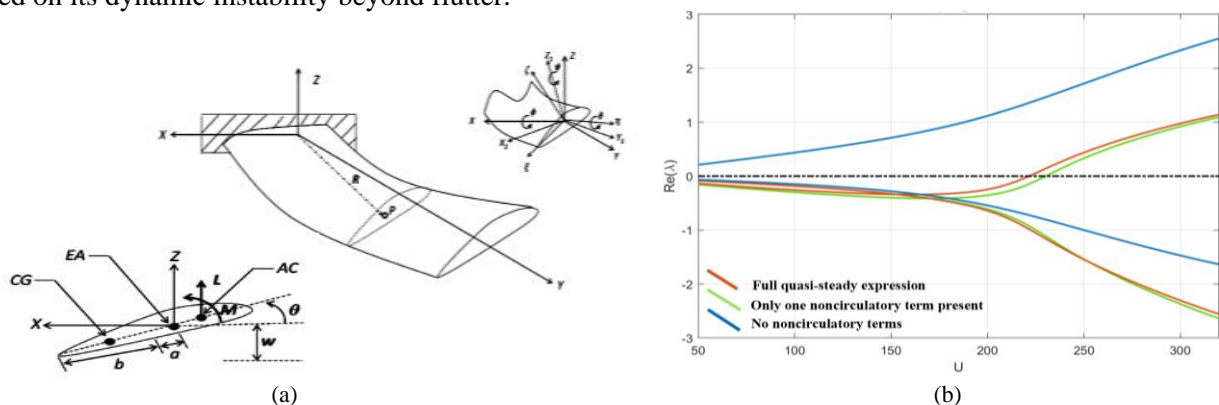 ed on its dynamic instability beyond flutter.
Z
X
R
Y
EA
Z
L
AC
CG
M
θ
X
w
b
a
Z
X
Y
3
2
1
0
-1
-2
-3
Re(λ)
Full quasi-steady expression
Only one noncirculatory term present
No noncirculatory terms
50
100
150
200
250
300
U
(a)
(b)